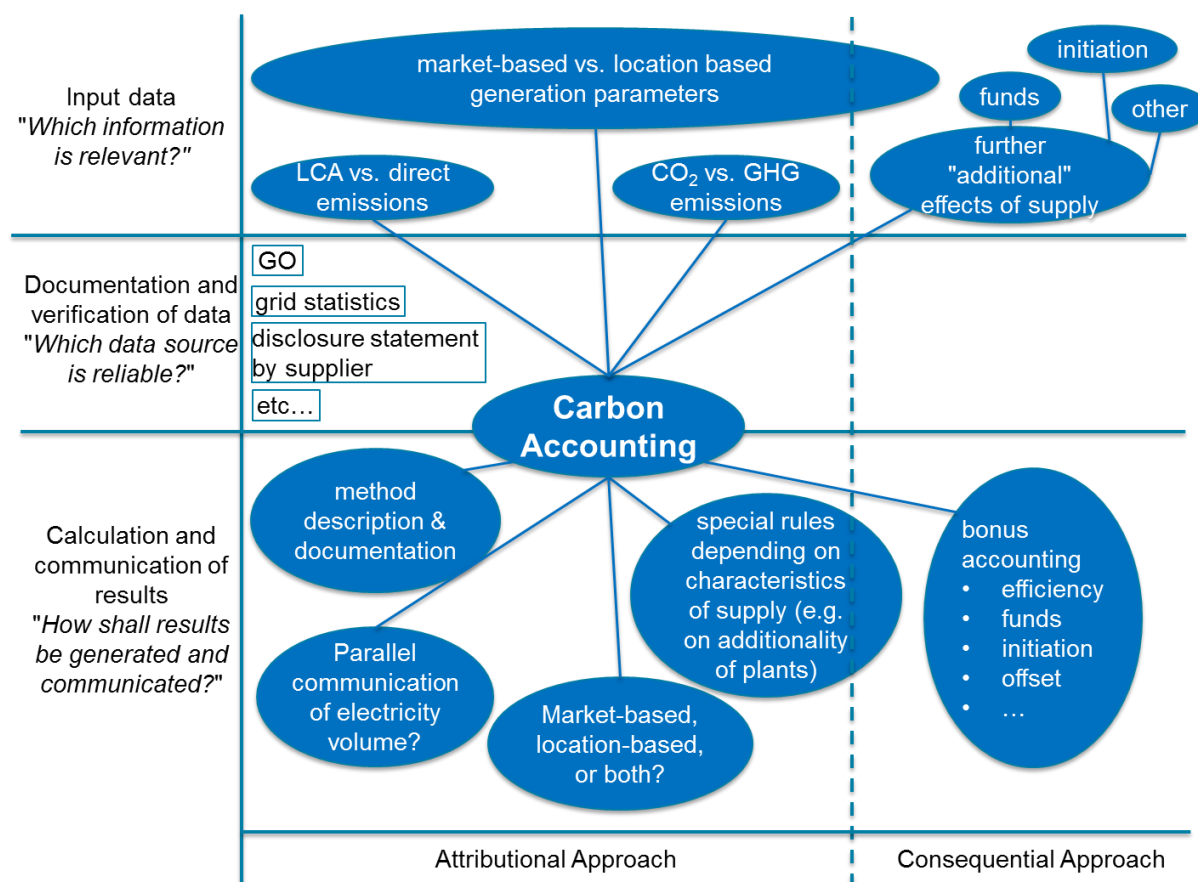 Input data
"Which information
is relevant?"
market-based vs. location based
generation parameters
LCA vs. direct
emissions
CO₂ vs. GHG
emissions
initiation
funds
other
further
"additional"
effects of supply
Documentation and
verification of data
"Which data source
is reliable?"
GO
grid statistics
disclosure statement
by supplier
etc…
Carbon
Accounting
Calculation and
communication of
results
"How shall results
be generated and
communicated?"
method
description &
documentation
Parallel
communication
of electricity
volume?
Market-based,
location-based,
or both?
special rules
depending on
characteristics
of supply (e.g.
on additionality
of plants)
bonus
accounting
• efficiency
• funds
• initiation
• offset
• …
Attributional Approach
Consequential Approach